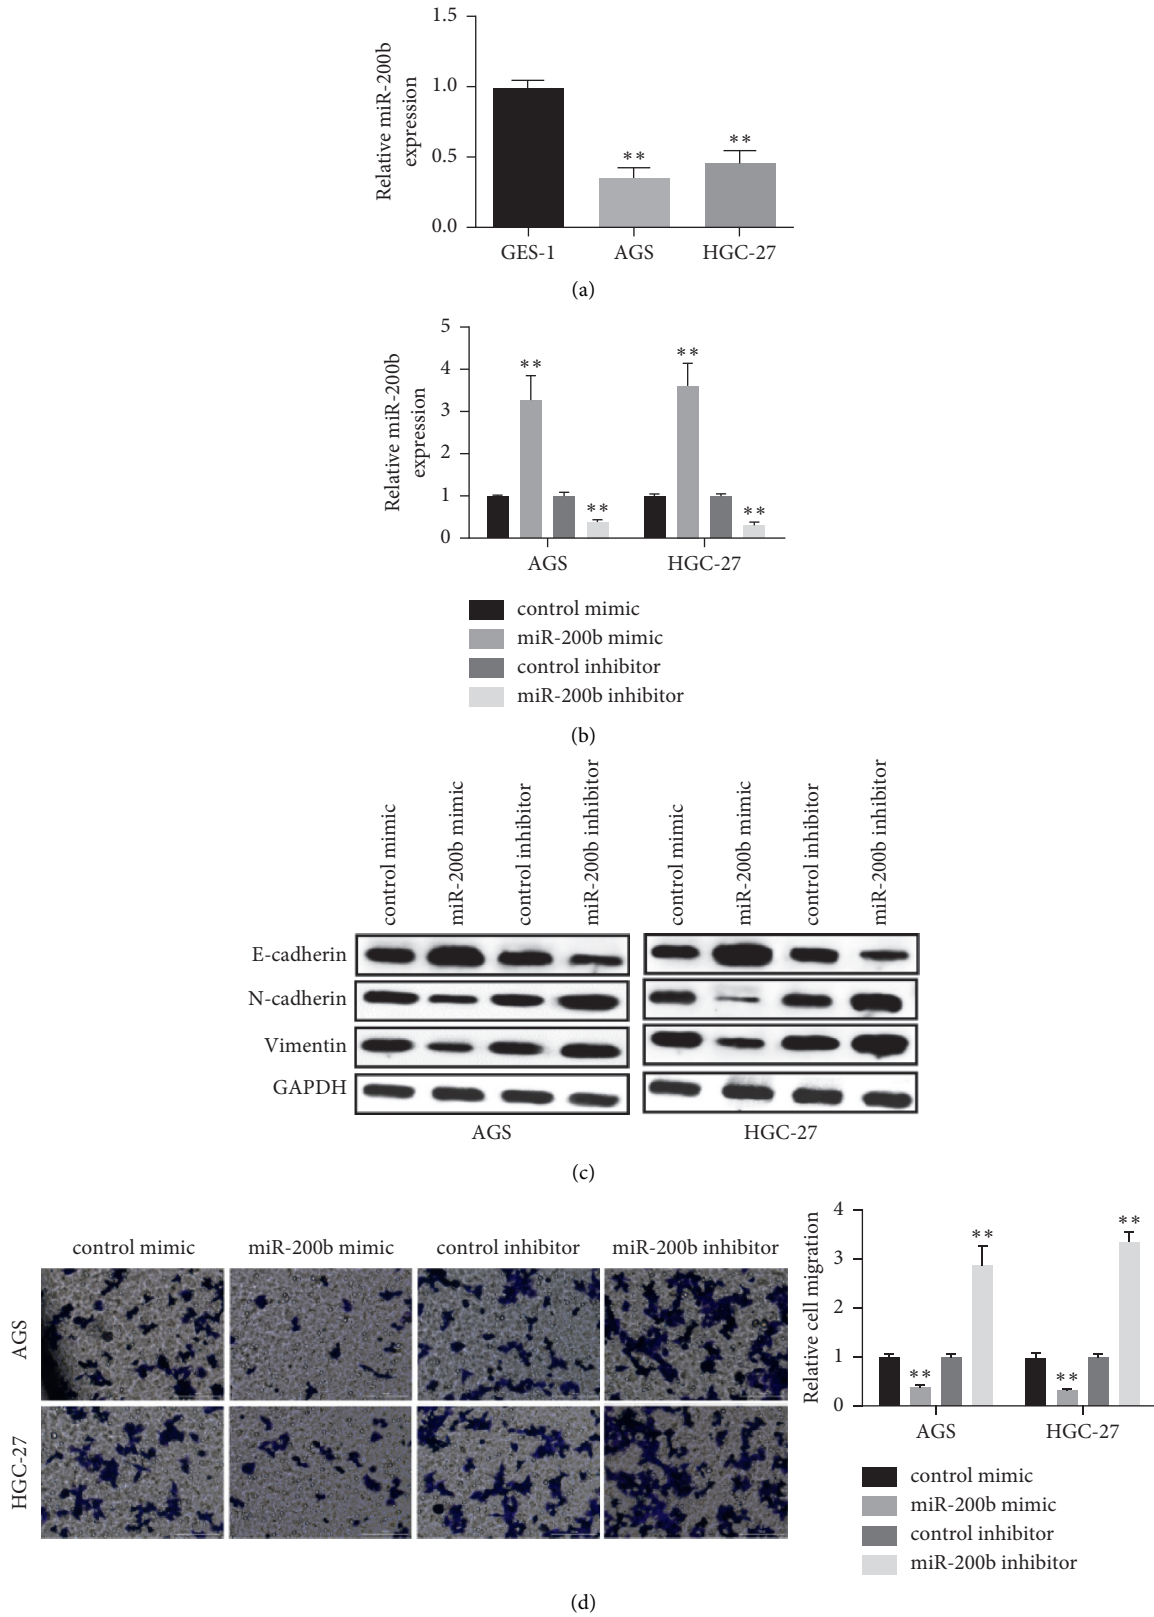 1.5
1.0
0.5
0.0
Relative miR-200b
expression
**
**
GES-1 AGS HGC-27
(a)
5
4
3
2
1
0
Relative miR-200b
expression
**
**
**
**
AGS HGC-27
control mimic
miR-200b mimic
control inhibitor
miR-200b inhibitor
(b)
control mimic
miR-200b mimic
control inhibitor
miR-200b inhibitor
control mimic
miR-200b mimic
control inhibitor
miR-200b inhibitor
E-cadherin
N-cadherin
Vimentin
GAPDH
AGS HGC-27
(c)
control mimic miR-200b mimic control inhibitor miR-200b inhibitor
AGS
HGC-27
4
3
2
1
0
Relative cell migration
**
**
**
**
AGS HGC-27
control mimic
miR-200b mimic
control inhibitor
miR-200b inhibitor
(d)